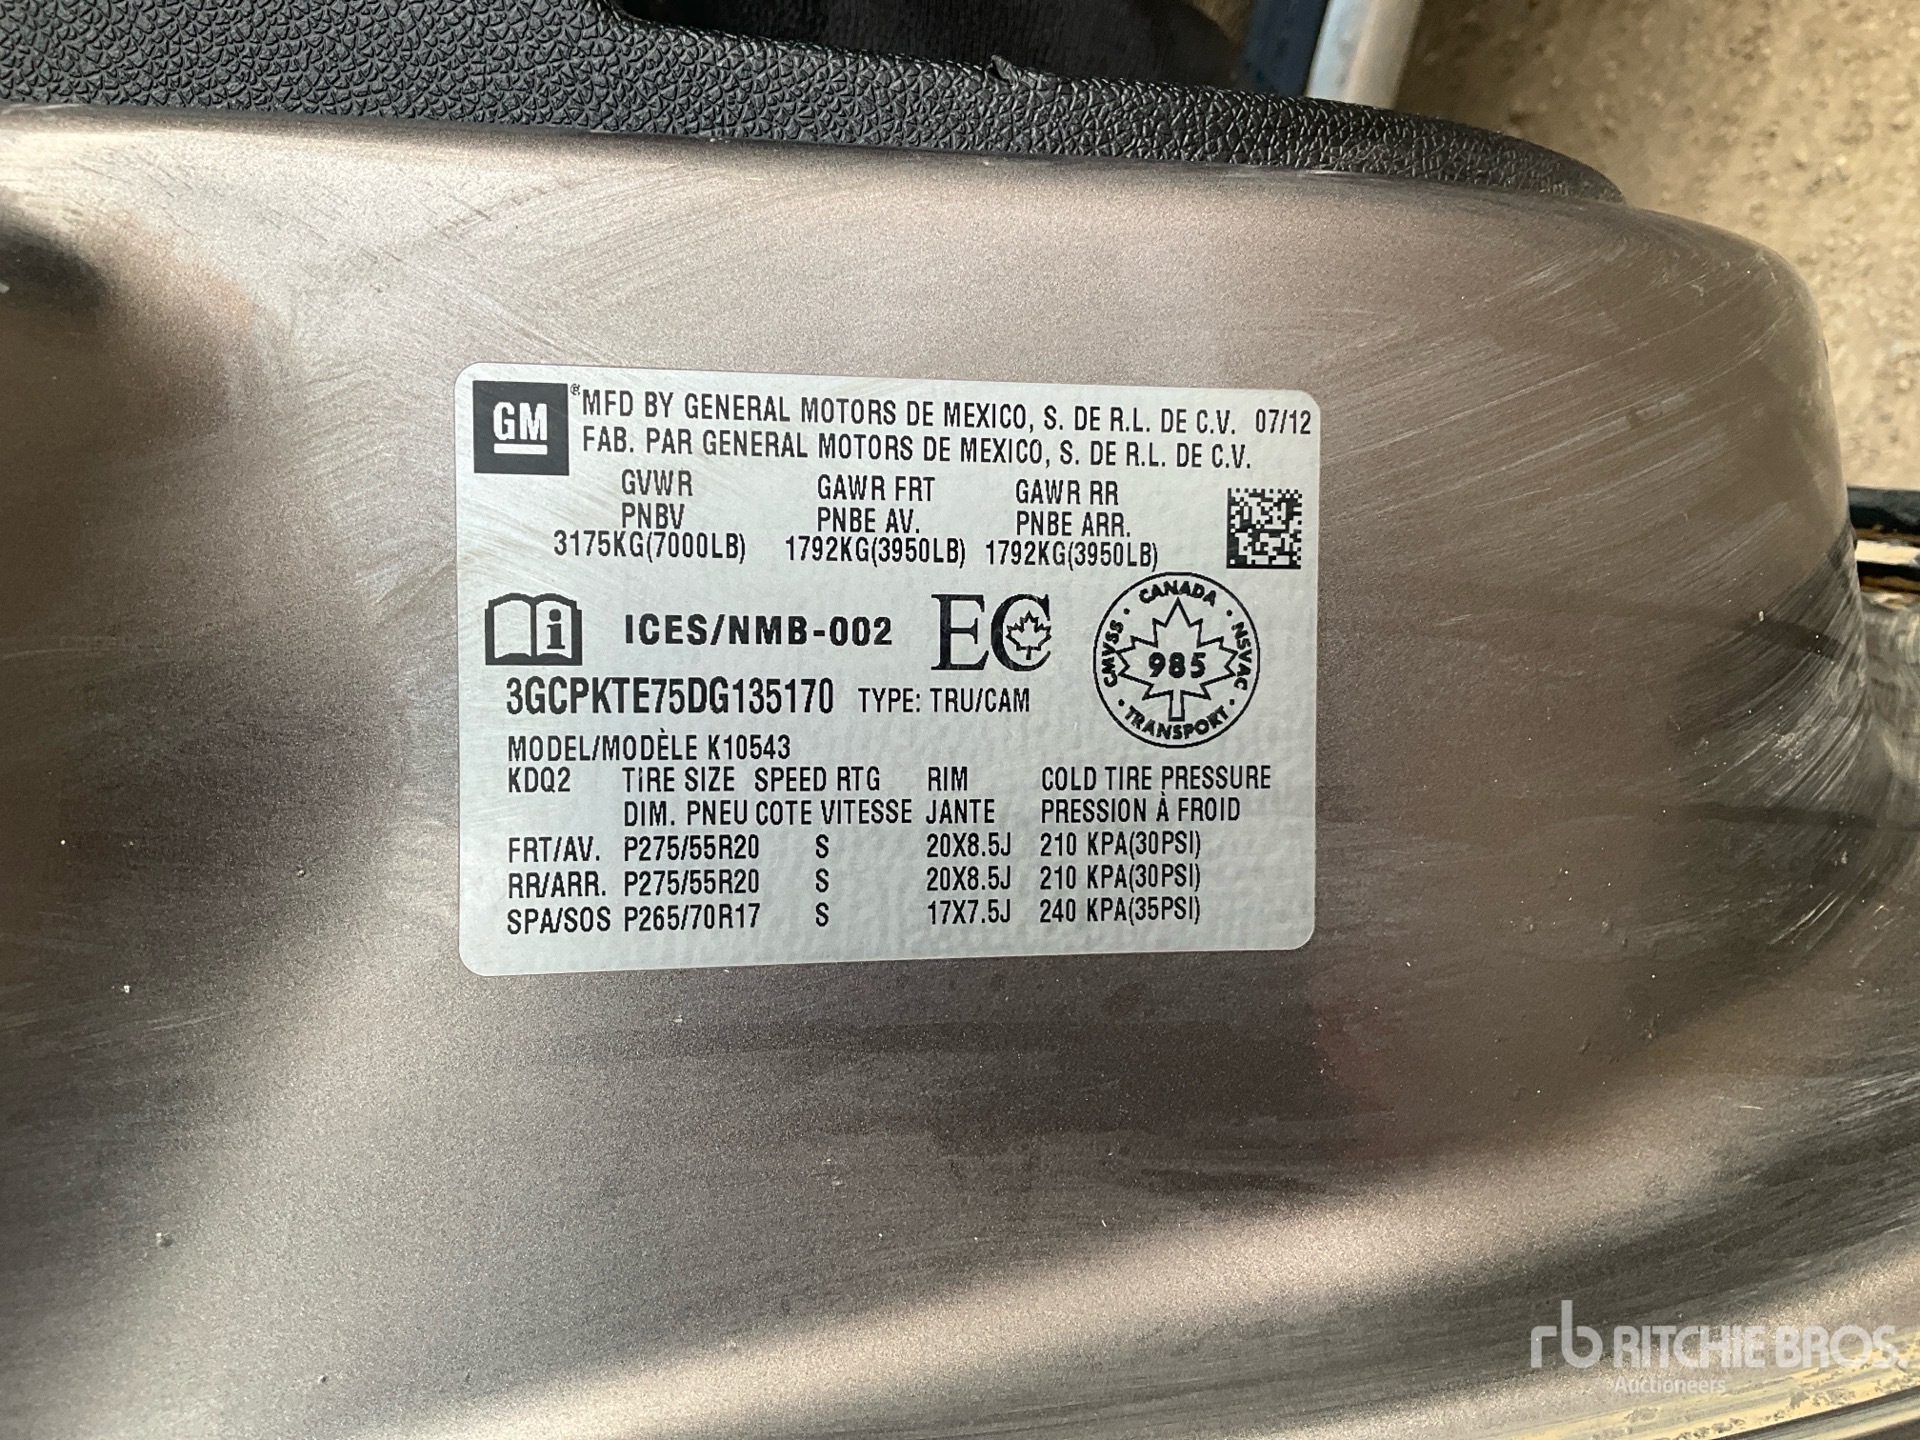 GM ® MFD BY GENERAL MOTORS DE MEXICO, S. DE R.L. DE C.V. 07/12
FAB. PAR GENERAL MOTORS DE MEXICO, S. DE R.L. DE C.V.
GVWR GAWR FRT GAWR RR
PNBV PNBE AV. PNBE ARR.
3175KG(7000LB) 1792KG(3950LB) 1792KG(3950LB)
i ICES/NMB-002 EC
CANADA
CMVSS 985 NSVAC
TRANSPORT
3GCPKTE75DG135170 TYPE: TRU/CAM
MODEL/MODÈLE K10543
KDQ2 TIRE SIZE SPEED RTG RIM COLD TIRE PRESSURE
DIM. PNEU COTE VITESSE JANTE PRESSION À FROID
FRT/AV. P275/55R20 S 20X8.5J 210 KPA(30PSI)
RR/ARR. P275/55R20 S 20X8.5J 210 KPA(30PSI)
SPA/SOS P265/70R17 S 17X7.5J 240 KPA(35PSI)
rb RITCHIE BROS.
Auctioneers